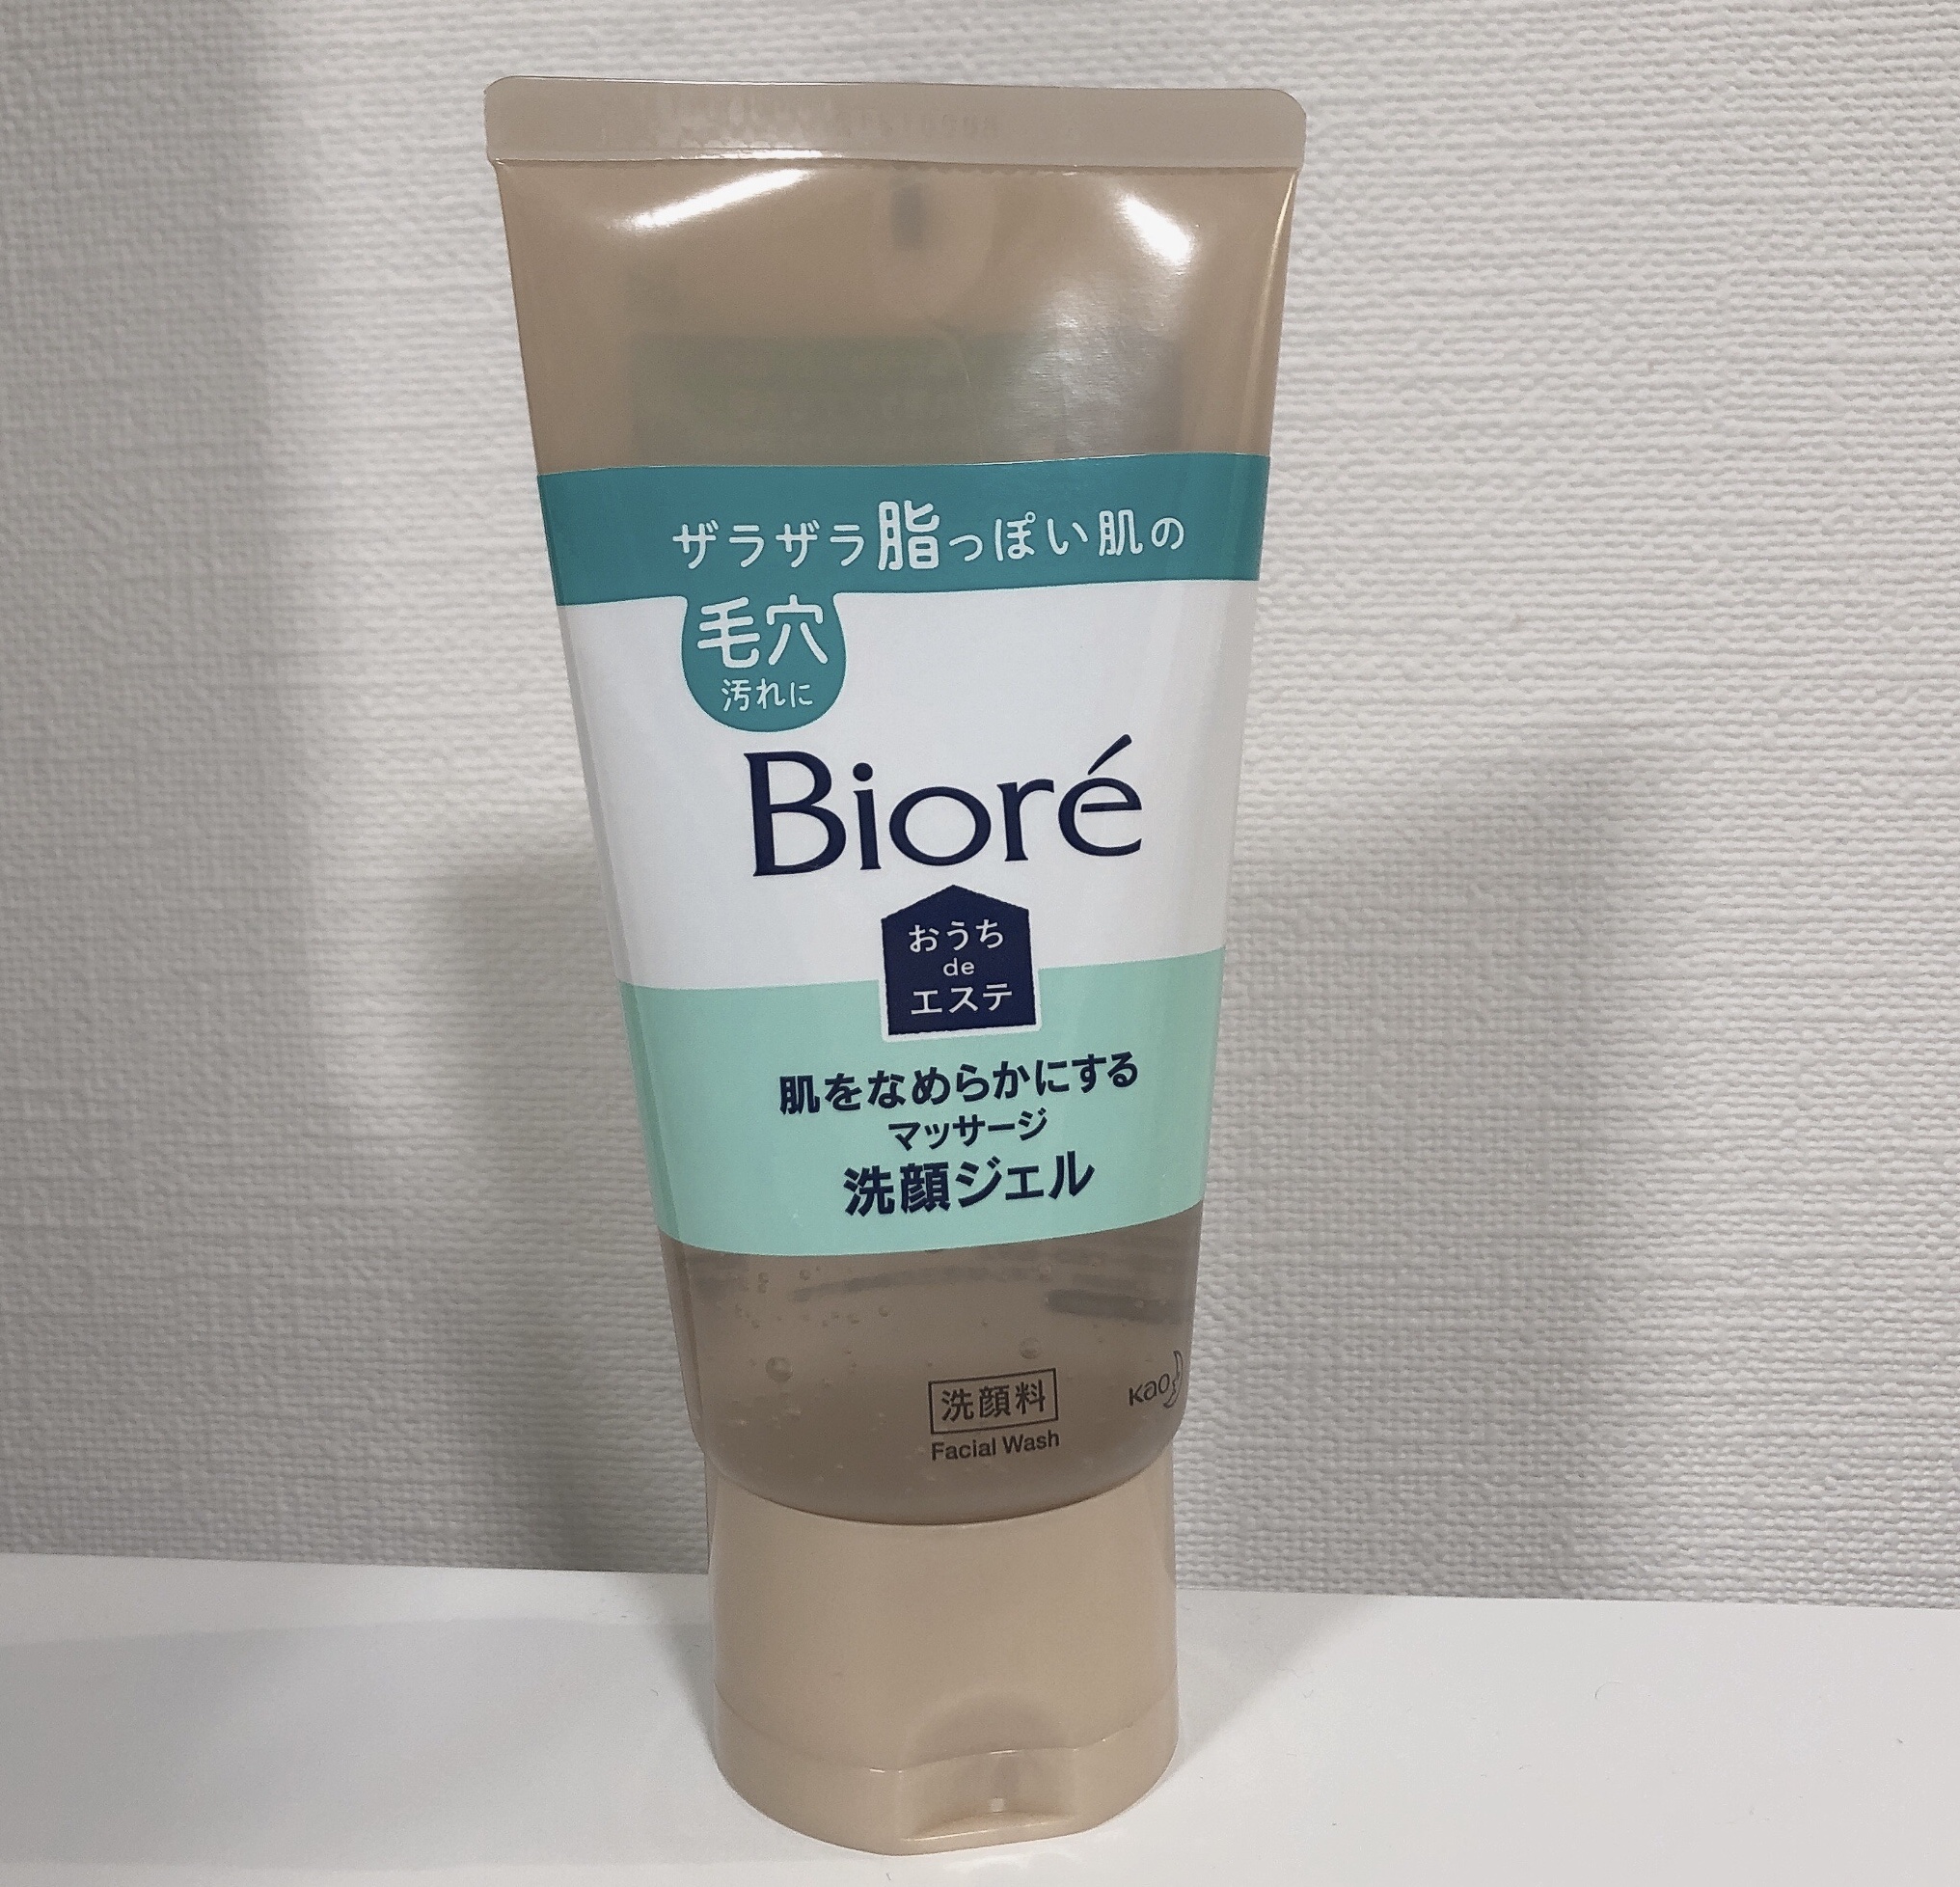 ザラザラ脂っぽい肌の
毛穴
汚れに
Bioré
おうち
de
エステ
肌をなめらかにする
マッサージ
洗顔ジェル
洗顔料
Facial Wash
Kao